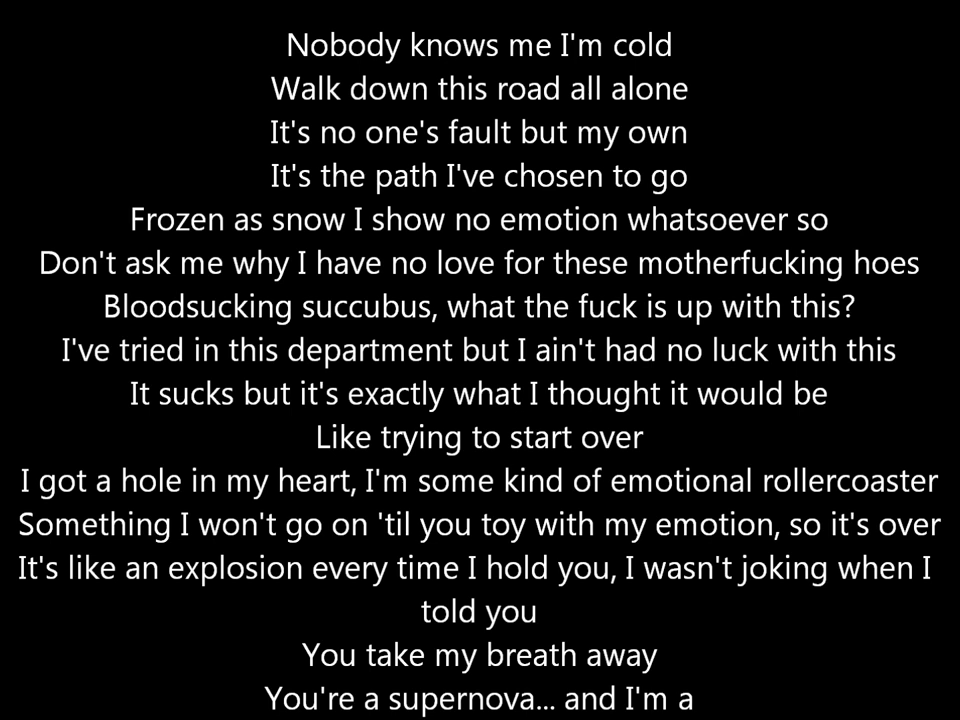 Nobody knows me I'm cold
Walk down this road all alone
It's no one's fault but my own
It's the path I've chosen to go
Frozen as snow I show no emotion whatsoever so
Don't ask me why I have no love for these motherfucking hoes
Bloodsucking succubus, what the fuck is up with this?
I've tried in this department but I ain't had no luck with this
It sucks but it's exactly what I thought it would be
Like trying to start over
I got a hole in my heart, I'm some kind of emotional rollercoaster
Something I won't go on 'til you toy with my emotion, so it's over
It's like an explosion every time I hold you, I wasn't joking when I
told you
You take my breath away
You're a supernova... and I'm a